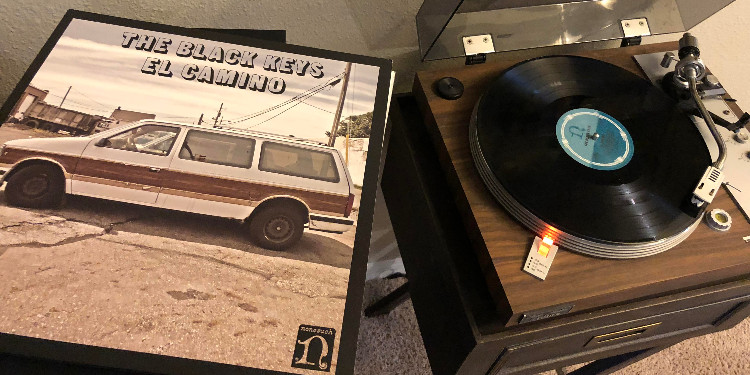 THE BLACK KEYS
EL CAMINO
nonesuch
n